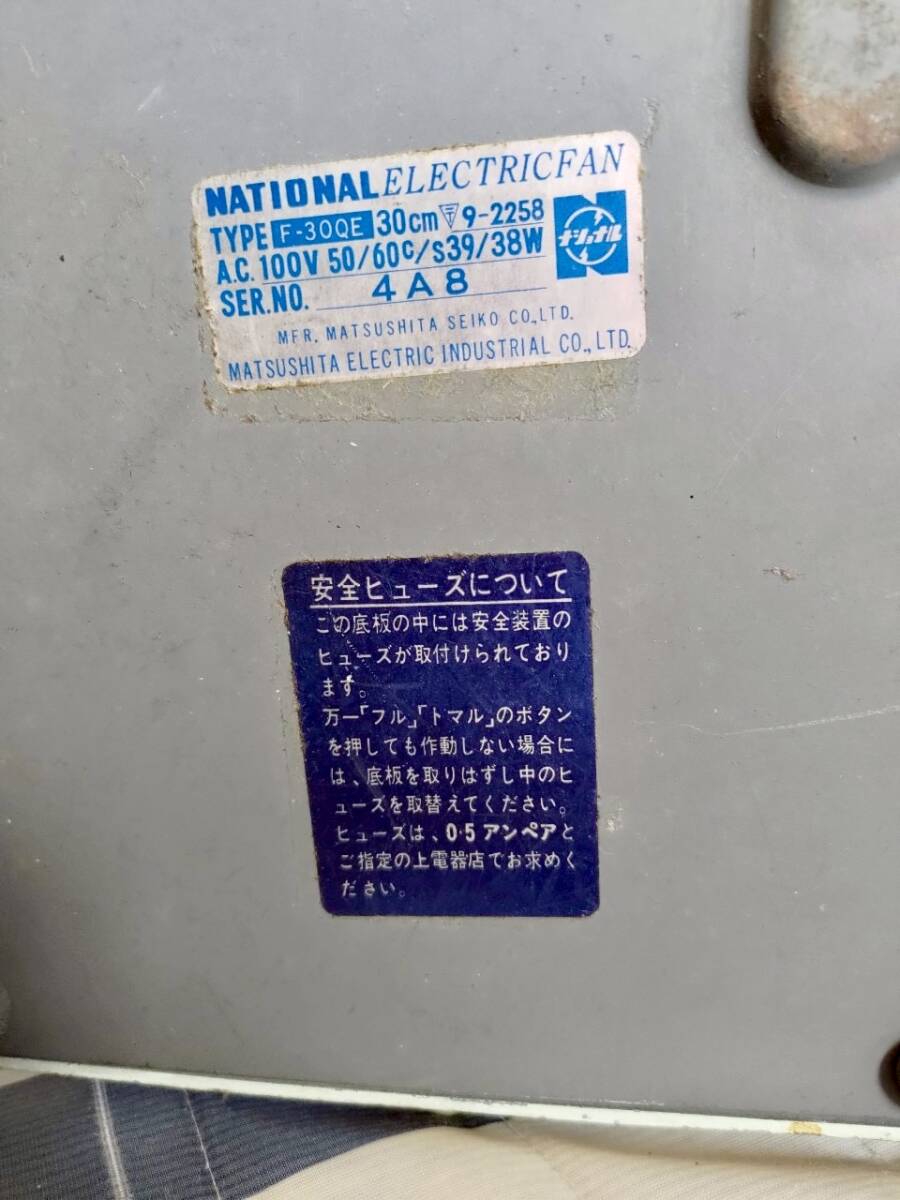 NATIONAL ELECTRIC FAN
TYPE F-30QE 30cm 〒 9-2258
A.C. 100V 50/60c/s 39/38W
ナショナル
SER.NO. 4A8
MFR. MATSUSHITA SEIKO CO.,LTD.
MATSUSHITA ELECTRIC INDUSTRIAL CO.,LTD.
安全ヒューズについて
この底板の中には安全装置の
ヒューズが取付けられており
ます。
万一「フル」「トマル」のボタン
を押しても作動しない場合に
は、底板を取りはずし中のヒ
ューズを取替えてください。
ヒューズは、0·5アンペアと
ご指定の上電器店でお求めく
ださい。